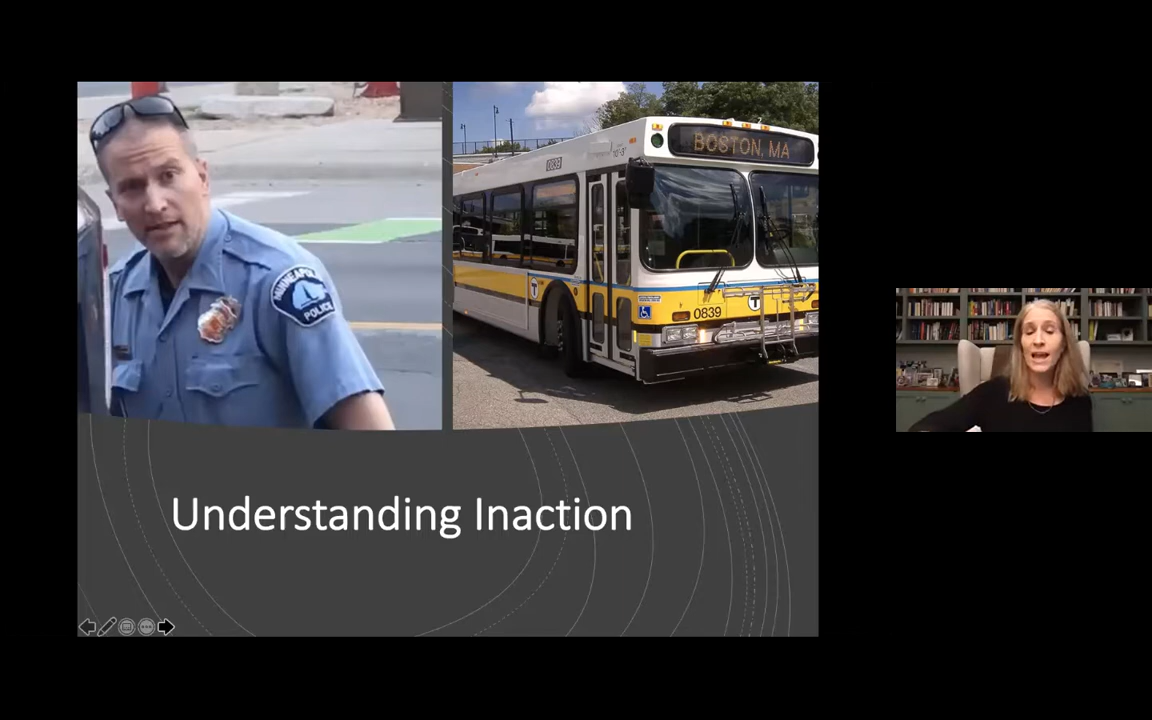 MINNEAPOLIS
POLICE
BOSTON, MA
0839
T
T
0839
Understanding Inaction